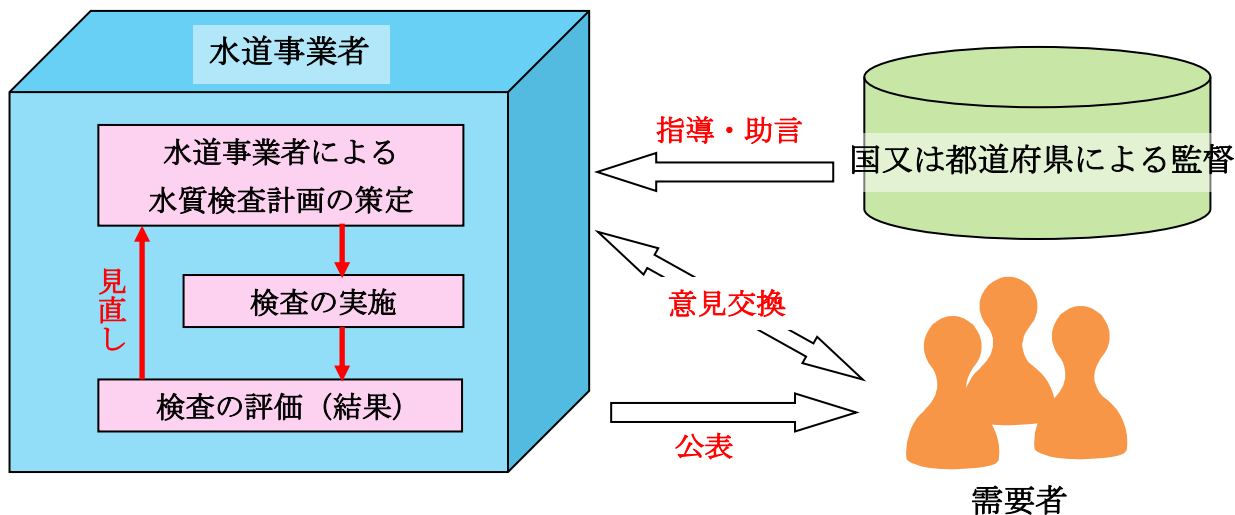 水道事業者
水道事業者による
水質検査計画の策定
検査の実施
検査の評価（結果）
見直し
指導・助言
国又は都道府県による監督
意見交換
公表
需要者